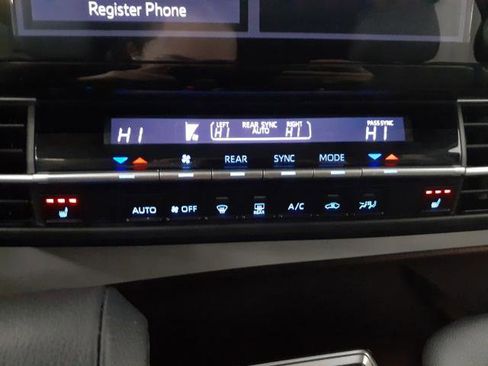 Register Phone
LEFT REAR SYNC RIGHT PASS SYNC
HI HI AUTO HI HI
REAR SYNC MODE
AUTO OFF REAR A/C